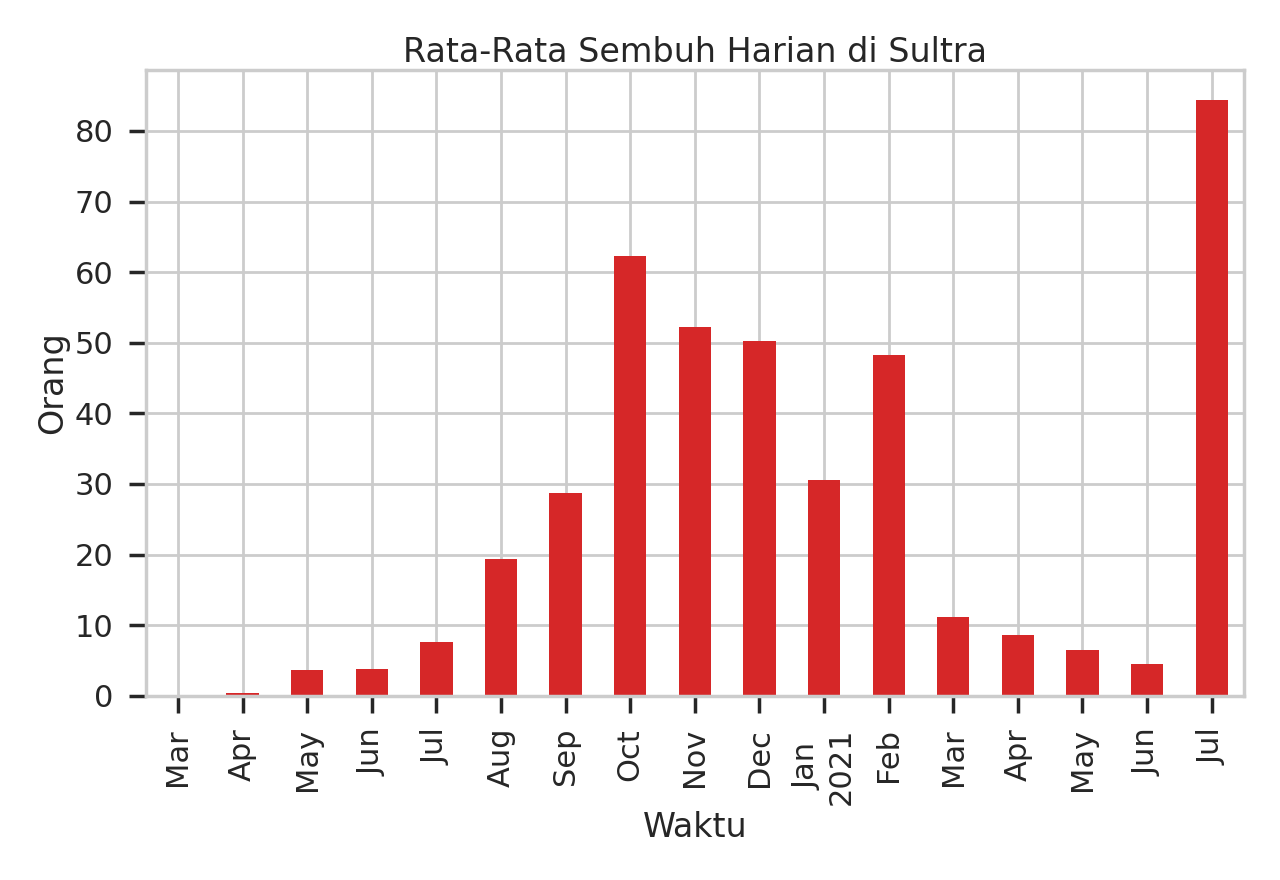 Rata-Rata Sembuh Harian di Sultra
80
70
60
50
40
30
20
10
0
Orang
Mar
Apr
May
Jun
Jul
Aug
Sep
Oct
Nov
Dec
Jan
2021
Feb
Mar
Apr
May
Jun
Jul
Waktu